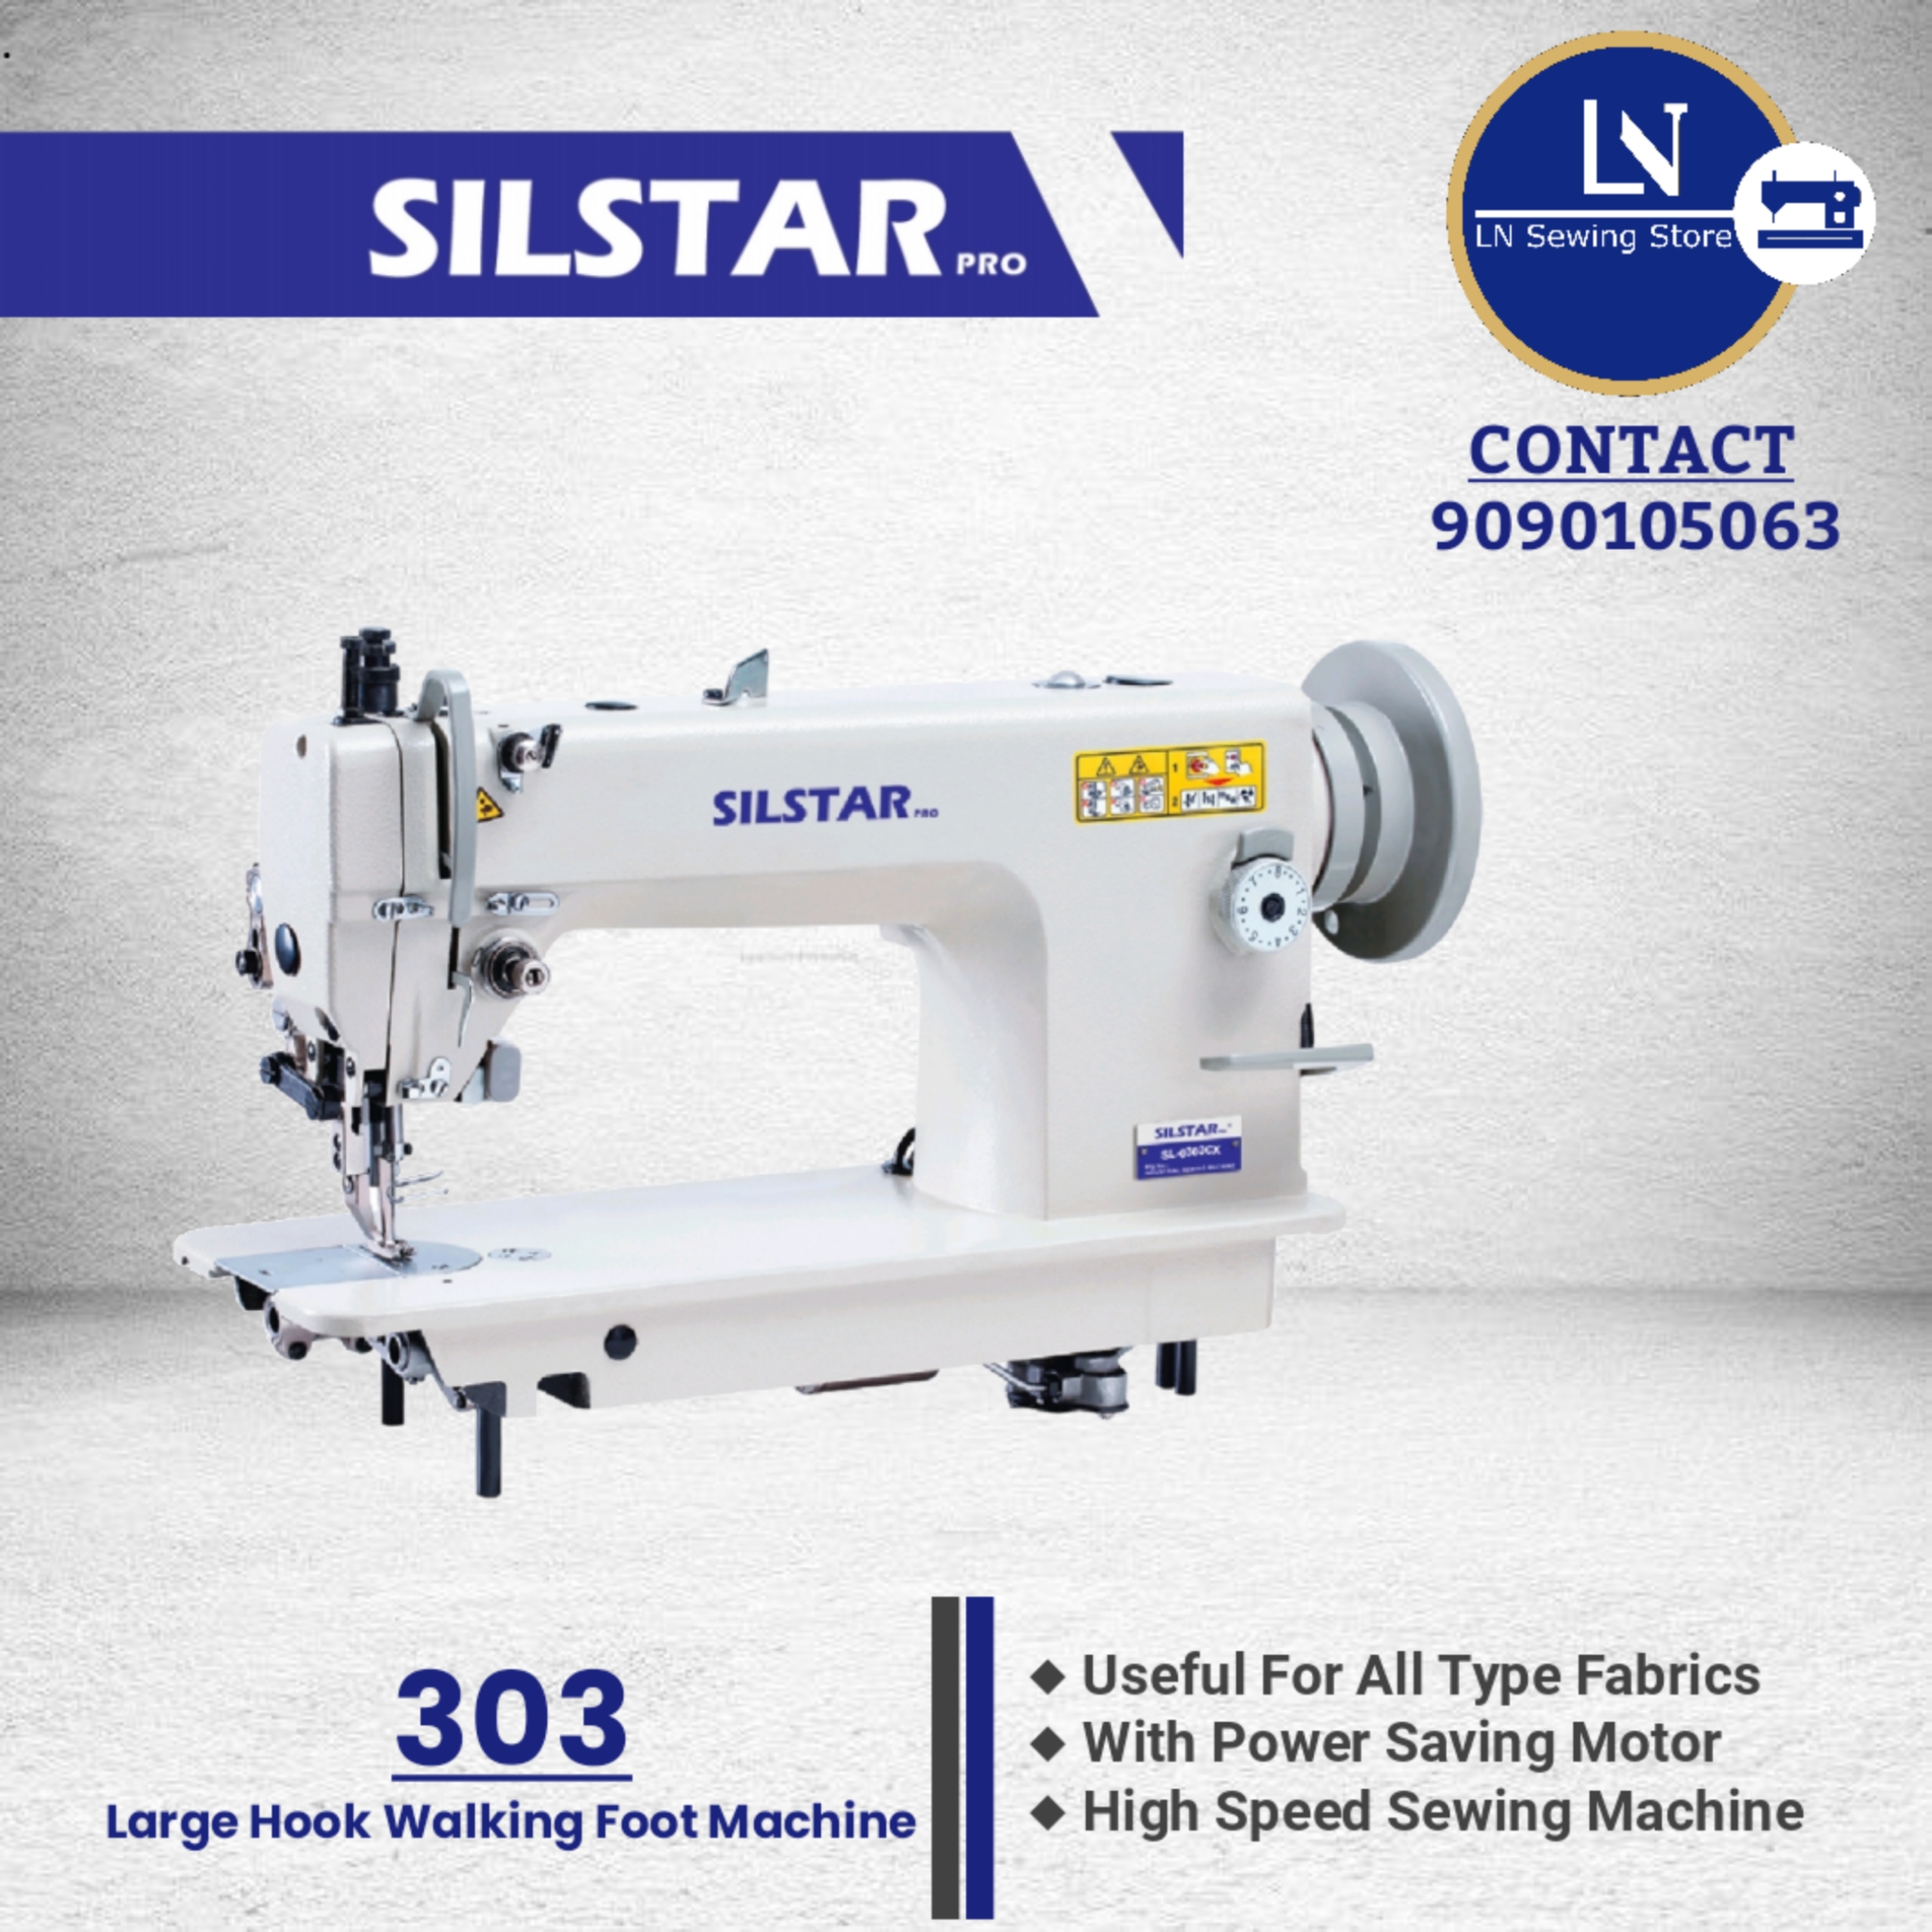 SILSTAR PRO
LN
LN Sewing Store
CONTACT
9090105063
SILSTAR PRO
SILSTAR
303
Large Hook Walking Foot Machine
Useful For All Type Fabrics
With Power Saving Motor
High Speed Sewing Machine